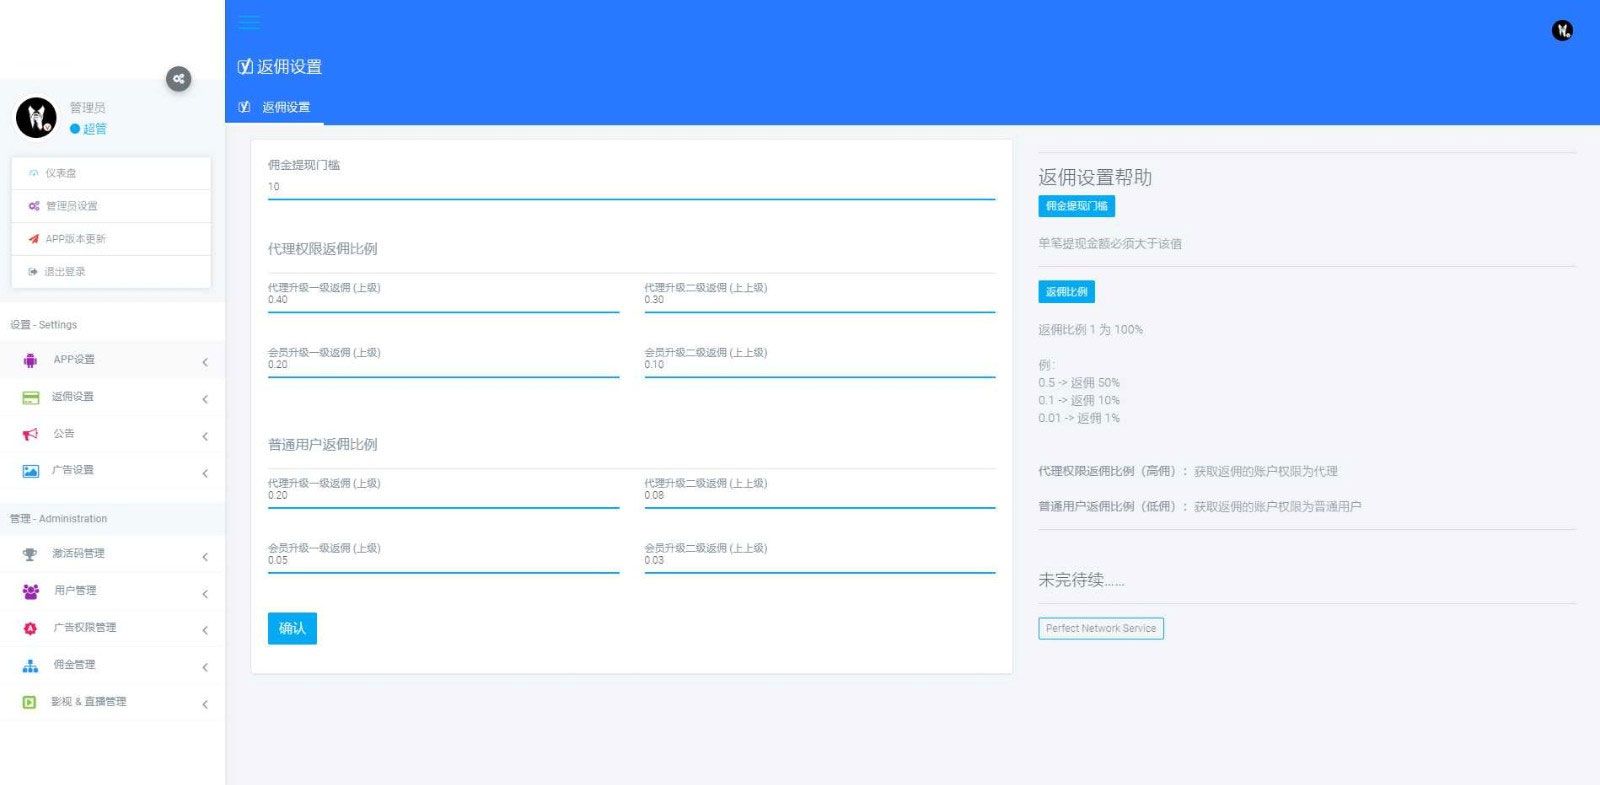 返佣设置
返佣设置
管理员
超管
仪表盘
管理员设置
APP版本更新
退出登录
设置 - Settings
APP设置
返佣设置
公告
广告设置
管理 - Administration
激活码管理
用户管理
广告权限管理
佣金管理
影视 & 直播管理
佣金提现门槛
10
代理权限返佣比例
代理升级一级返佣 (上级)
0.40
代理升级二级返佣 (上上级)
0.30
会员升级一级返佣 (上级)
0.20
会员升级二级返佣 (上上级)
0.10
普通用户返佣比例
代理升级一级返佣 (上级)
0.20
代理升级二级返佣 (上上级)
0.08
会员升级一级返佣 (上级)
0.05
会员升级二级返佣 (上上级)
0.03
确认
返佣设置帮助
佣金提现门槛
单笔提现金额必须大于该值
返佣比例
返佣比例 1 为 100%
例：
0.5 -> 返佣 50%
0.1 -> 返佣 10%
0.01 -> 返佣 1%
代理权限返佣比例（高佣）：获取返佣的账户权限为代理
普通用户返佣比例（低佣）：获取返佣的账户权限为普通用户
未完待续......
Perfect Network Service